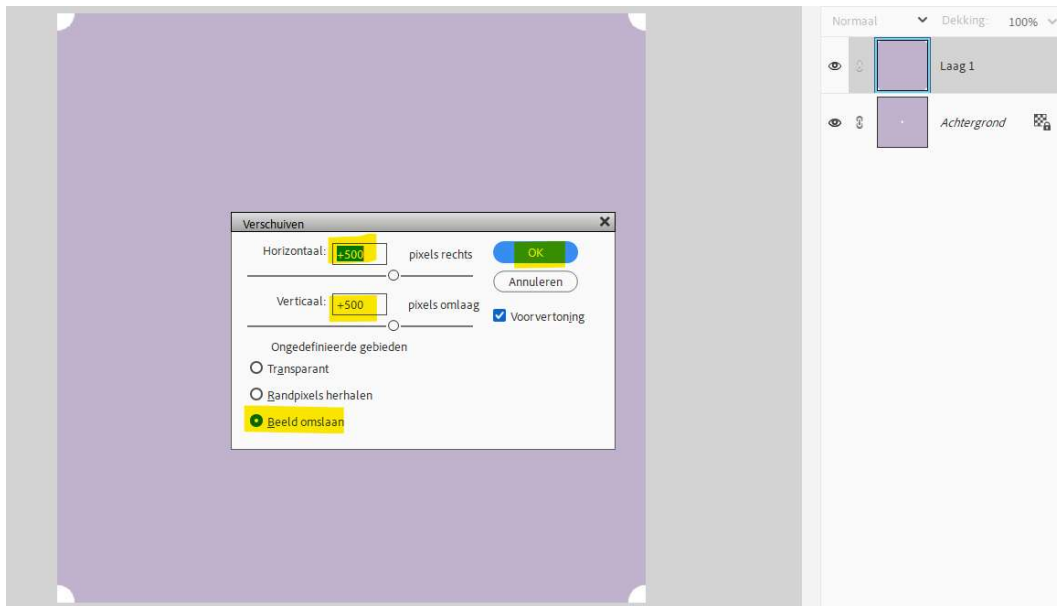 Normaal Dekking: 100%
Laag 1
Achtergrond
Verschuiven
Horizontaal: +500 pixels rechts OK
Annuleren
Verticaal: +500 pixels omlaag
Voorvertoning
Ongedefinieerde gebieden
Transparant
Randpixels herhalen
Beeld omslaan